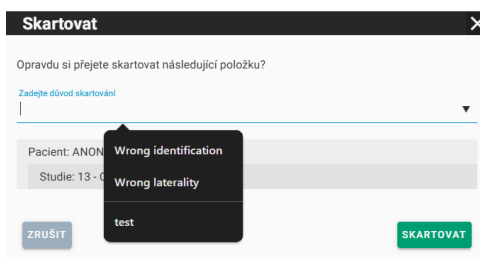 Skartovat
Opravdu si přejete skartovat následující položku?
Zadejte důvod skartování
Pacient: ANON
Wrong identification
Studie: 13 -
Wrong laterality
test
ZRUŠIT
SKARTOVAT